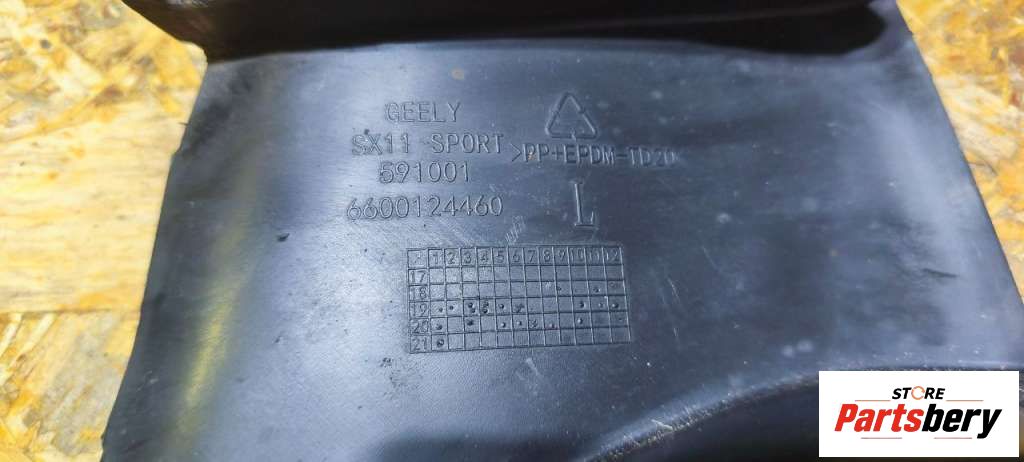 GEELY
SX11 SPORT
591001
6600124460
>PP+EPDM-TD20
L
1 2 3 4 5 6 7 8 9 10 11 12
17
18
19
20
21
STORE
Partsbery